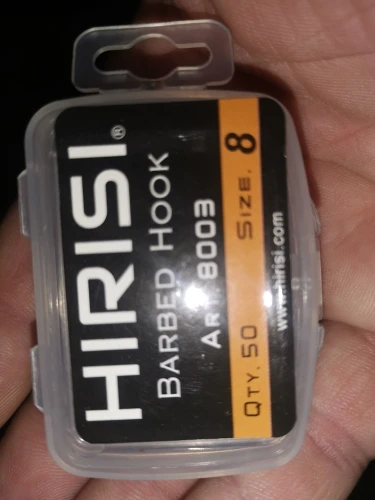 HIRISI®
BARBED HOOK
ART. 8003
QTY. 50 SIZE. 8
www.hirisi.com